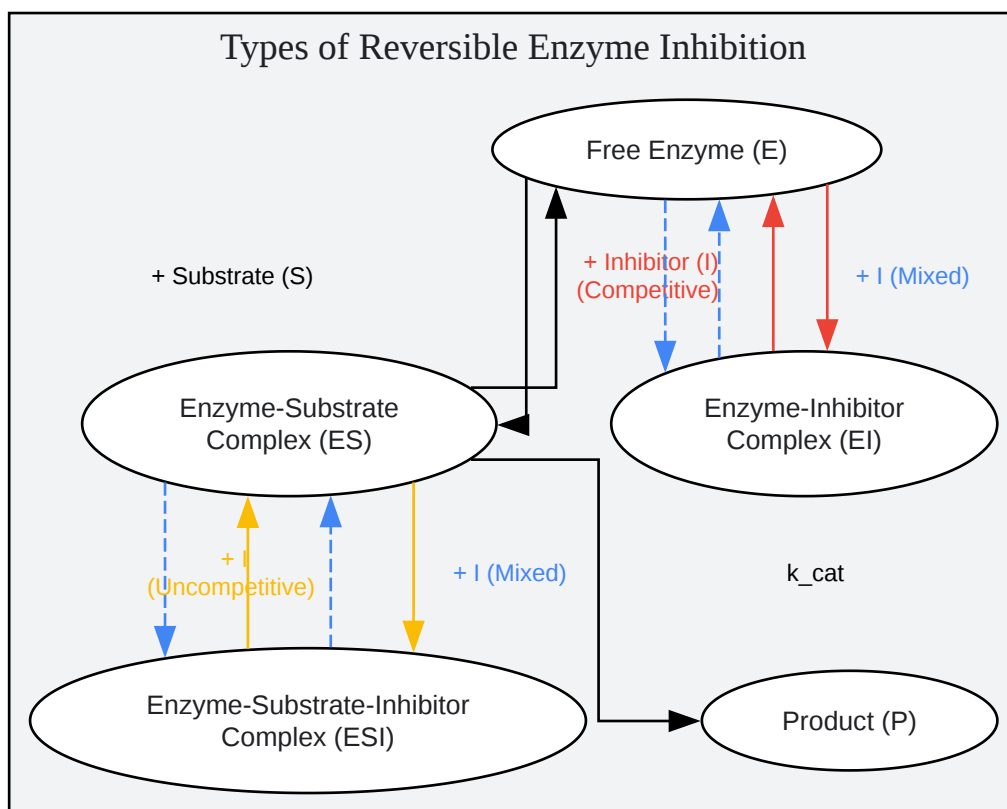 Types of Reversible Enzyme Inhibition
Free Enzyme (E)
+ Substrate (S)
+ Inhibitor (I)
(Competitive)
+ I (Mixed)
Enzyme-Substrate
Complex (ES)
Enzyme-Inhibitor
Complex (EI)
+ I
(Uncompetitive)
+ I (Mixed)
k_cat
Enzyme-Substrate-Inhibitor
Complex (ESI)
Product (P)